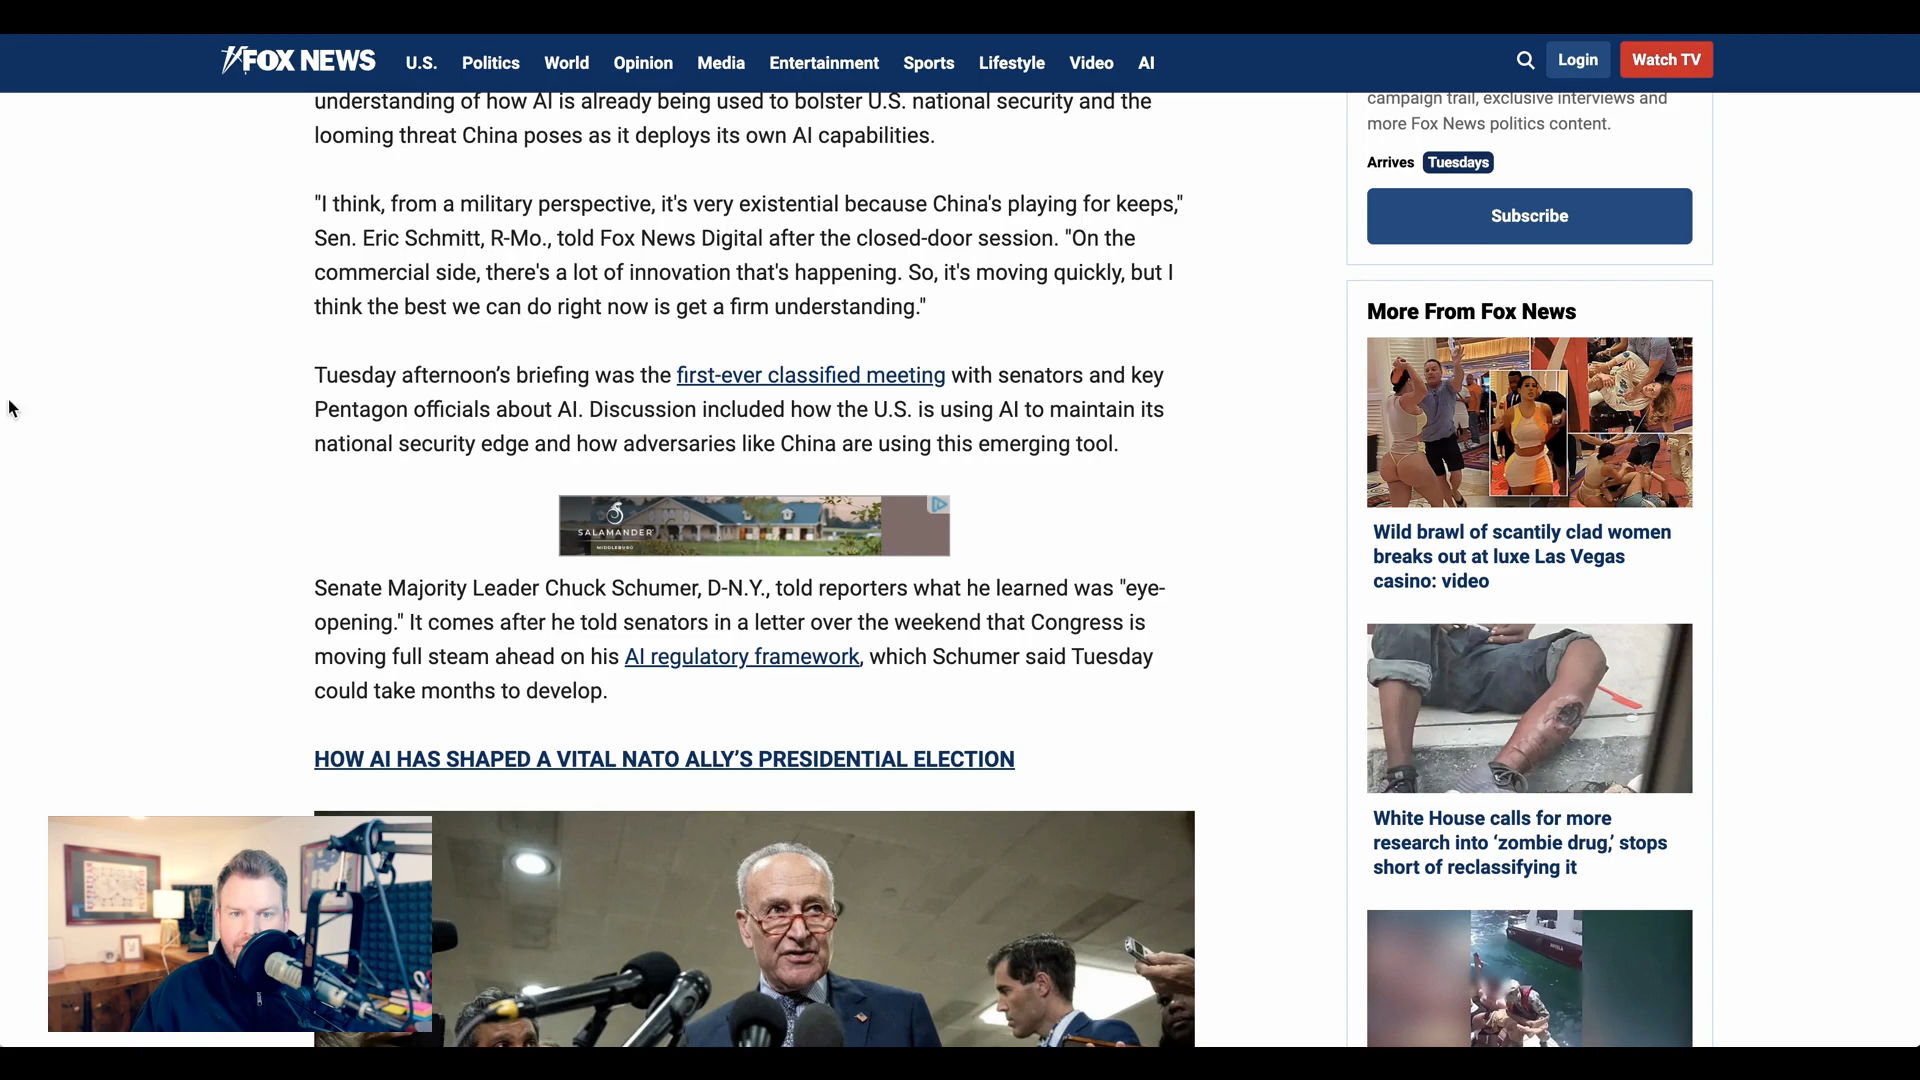 FOX NEWS
U.S. Politics World Opinion Media Entertainment Sports Lifestyle Video AI
Login Watch TV
understanding of how AI is already being used to bolster U.S. national security and the
looming threat China poses as it deploys its own AI capabilities.
"I think, from a military perspective, it's very existential because China's playing for keeps,"
Sen. Eric Schmitt, R-Mo., told Fox News Digital after the closed-door session. "On the
commercial side, there's a lot of innovation that's happening. So, it's moving quickly, but I
think the best we can do right now is get a firm understanding."
Tuesday afternoon’s briefing was the first-ever classified meeting with senators and key
Pentagon officials about AI. Discussion included how the U.S. is using AI to maintain its
national security edge and how adversaries like China are using this emerging tool.
SALAMANDER
MIDDLEBURG
Senate Majority Leader Chuck Schumer, D-N.Y., told reporters what he learned was "eye-
opening." It comes after he told senators in a letter over the weekend that Congress is
moving full steam ahead on his AI regulatory framework, which Schumer said Tuesday
could take months to develop.
HOW AI HAS SHAPED A VITAL NATO ALLY’S PRESIDENTIAL ELECTION
campaign trail, exclusive interviews and
more Fox News politics content.
Arrives Tuesdays
Subscribe
More From Fox News
Wild brawl of scantily clad women
breaks out at luxe Las Vegas
casino: video
White House calls for more
research into ‘zombie drug,’ stops
short of reclassifying it